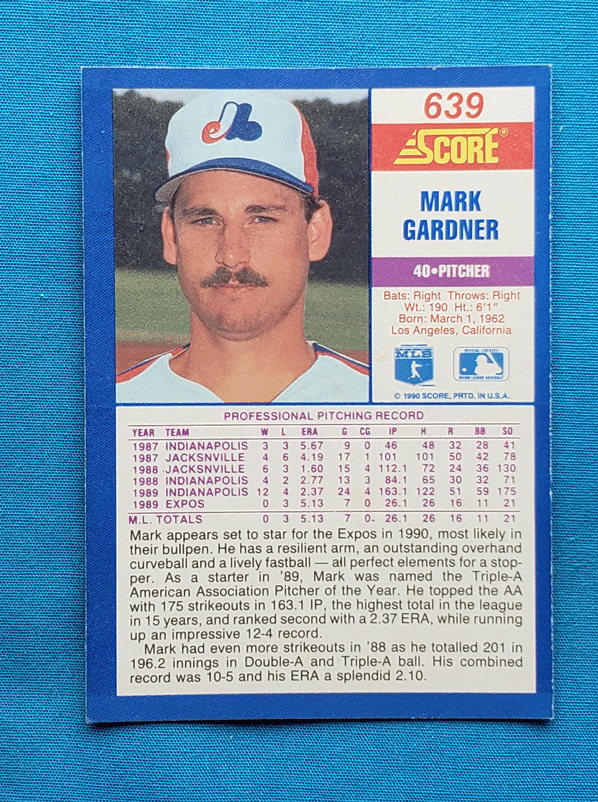 639
SCORE®
MARK
GARDNER
40•PITCHER
Bats: Right Throws: Right
Wt.: 190 Ht.: 6'1"
Born: March 1, 1962
Los Angeles, California
MLB
© 1990 SCORE, PRTD. IN U.S.A.
PROFESSIONAL PITCHING RECORD
YEAR TEAM W L ERA G CG IP H R BB SO
1987 INDIANAPOLIS 3 3 5.67 9 0 46 48 32 28 41
1987 JACKSNVILLE 4 6 4.19 17 1 101 101 50 42 78
1988 JACKSNVILLE 6 3 1.60 15 4 112.1 72 24 36 130
1988 INDIANAPOLIS 4 2 2.77 13 3 84.1 65 30 32 71
1989 INDIANAPOLIS 12 4 2.37 24 4 163.1 122 51 59 175
1989 EXPOS 0 3 5.13 7 0 26.1 26 16 11 21
M.L. TOTALS 0 3 5.13 7 0 26.1 26 16 11 21
Mark appears set to star for the Expos in 1990, most likely in
their bullpen. He has a resilient arm, an outstanding overhand
curveball and a lively fastball — all perfect elements for a stop-
per. As a starter in '89, Mark was named the Triple-A
American Association Pitcher of the Year. He topped the AA
with 175 strikeouts in 163.1 IP, the highest total in the league
in 15 years, and ranked second with a 2.37 ERA, while running
up an impressive 12-4 record.
Mark had even more strikeouts in '88 as he totalled 201 in
196.2 innings in Double-A and Triple-A ball. His combined
record was 10-5 and his ERA a splendid 2.10.